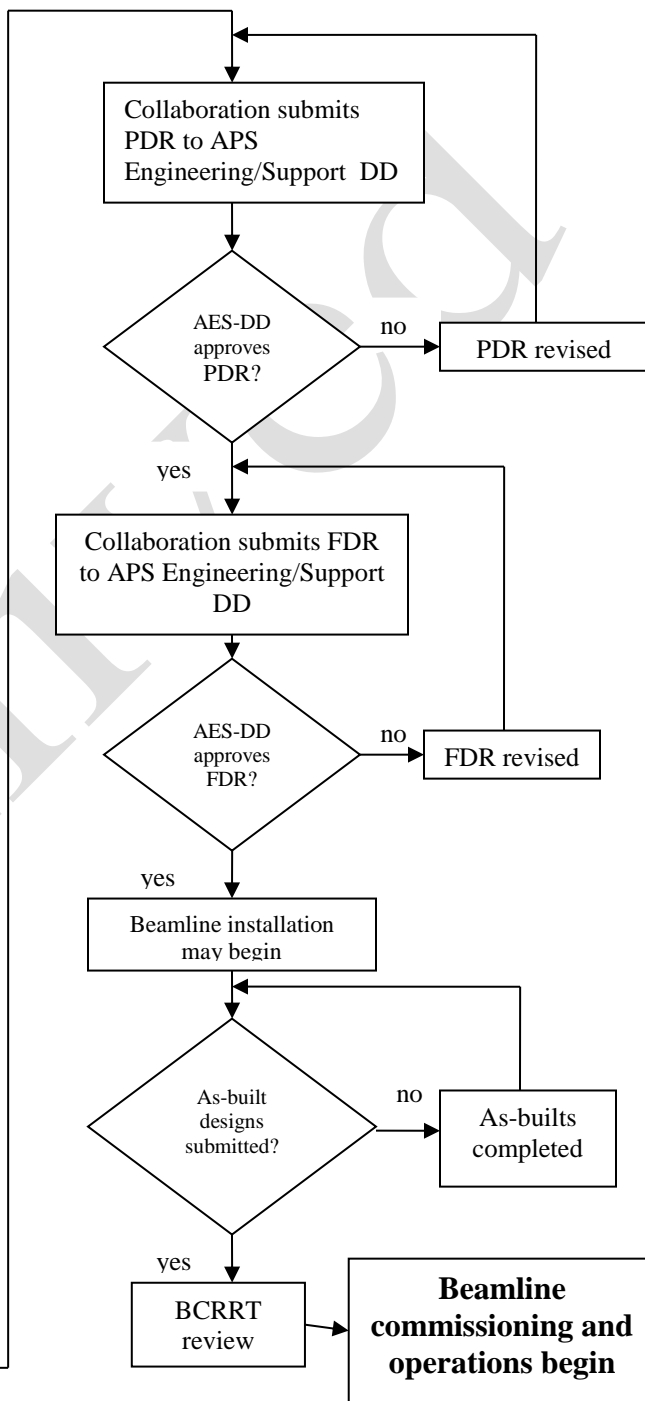 Collaboration submits
PDR to APS
Engineering/Support DD
AES-DD
approves
PDR?
no
PDR revised
yes
Collaboration submits FDR
to APS Engineering/Support
DD
AES-DD
approves
FDR?
no
FDR revised
yes
Beamline installation
may begin
As-built
designs
submitted?
no
As-builts
completed
yes
BCRRT
review
Beamline
commissioning and
operations begin